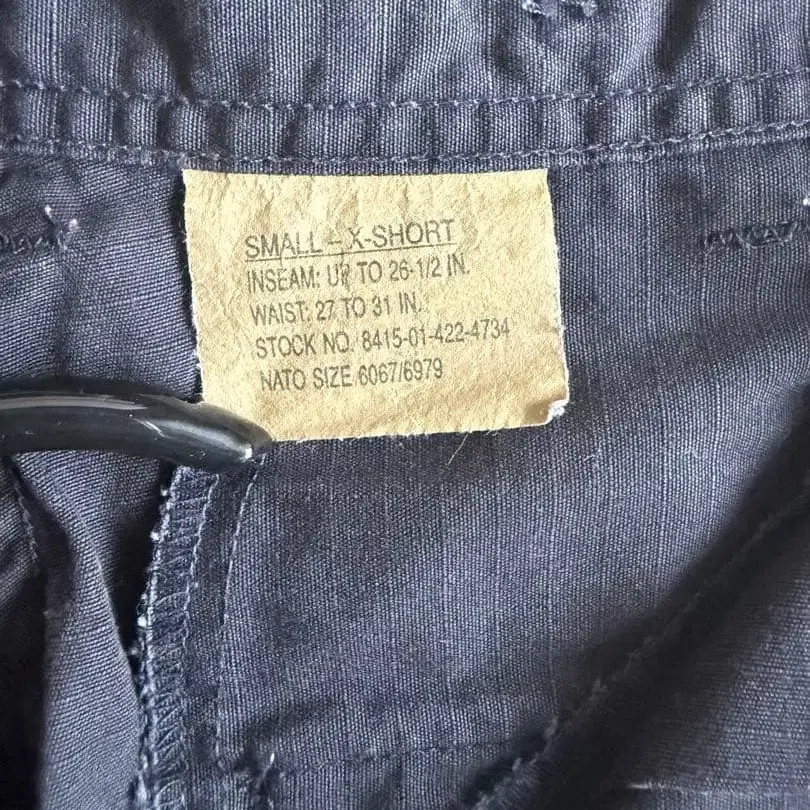 SMALL – X-SHORT
INSEAM: UP TO 26-1/2 IN.
WAIST: 27 TO 31 IN.
STOCK NO. 8415-01-422-4734
NATO SIZE 6067/6979